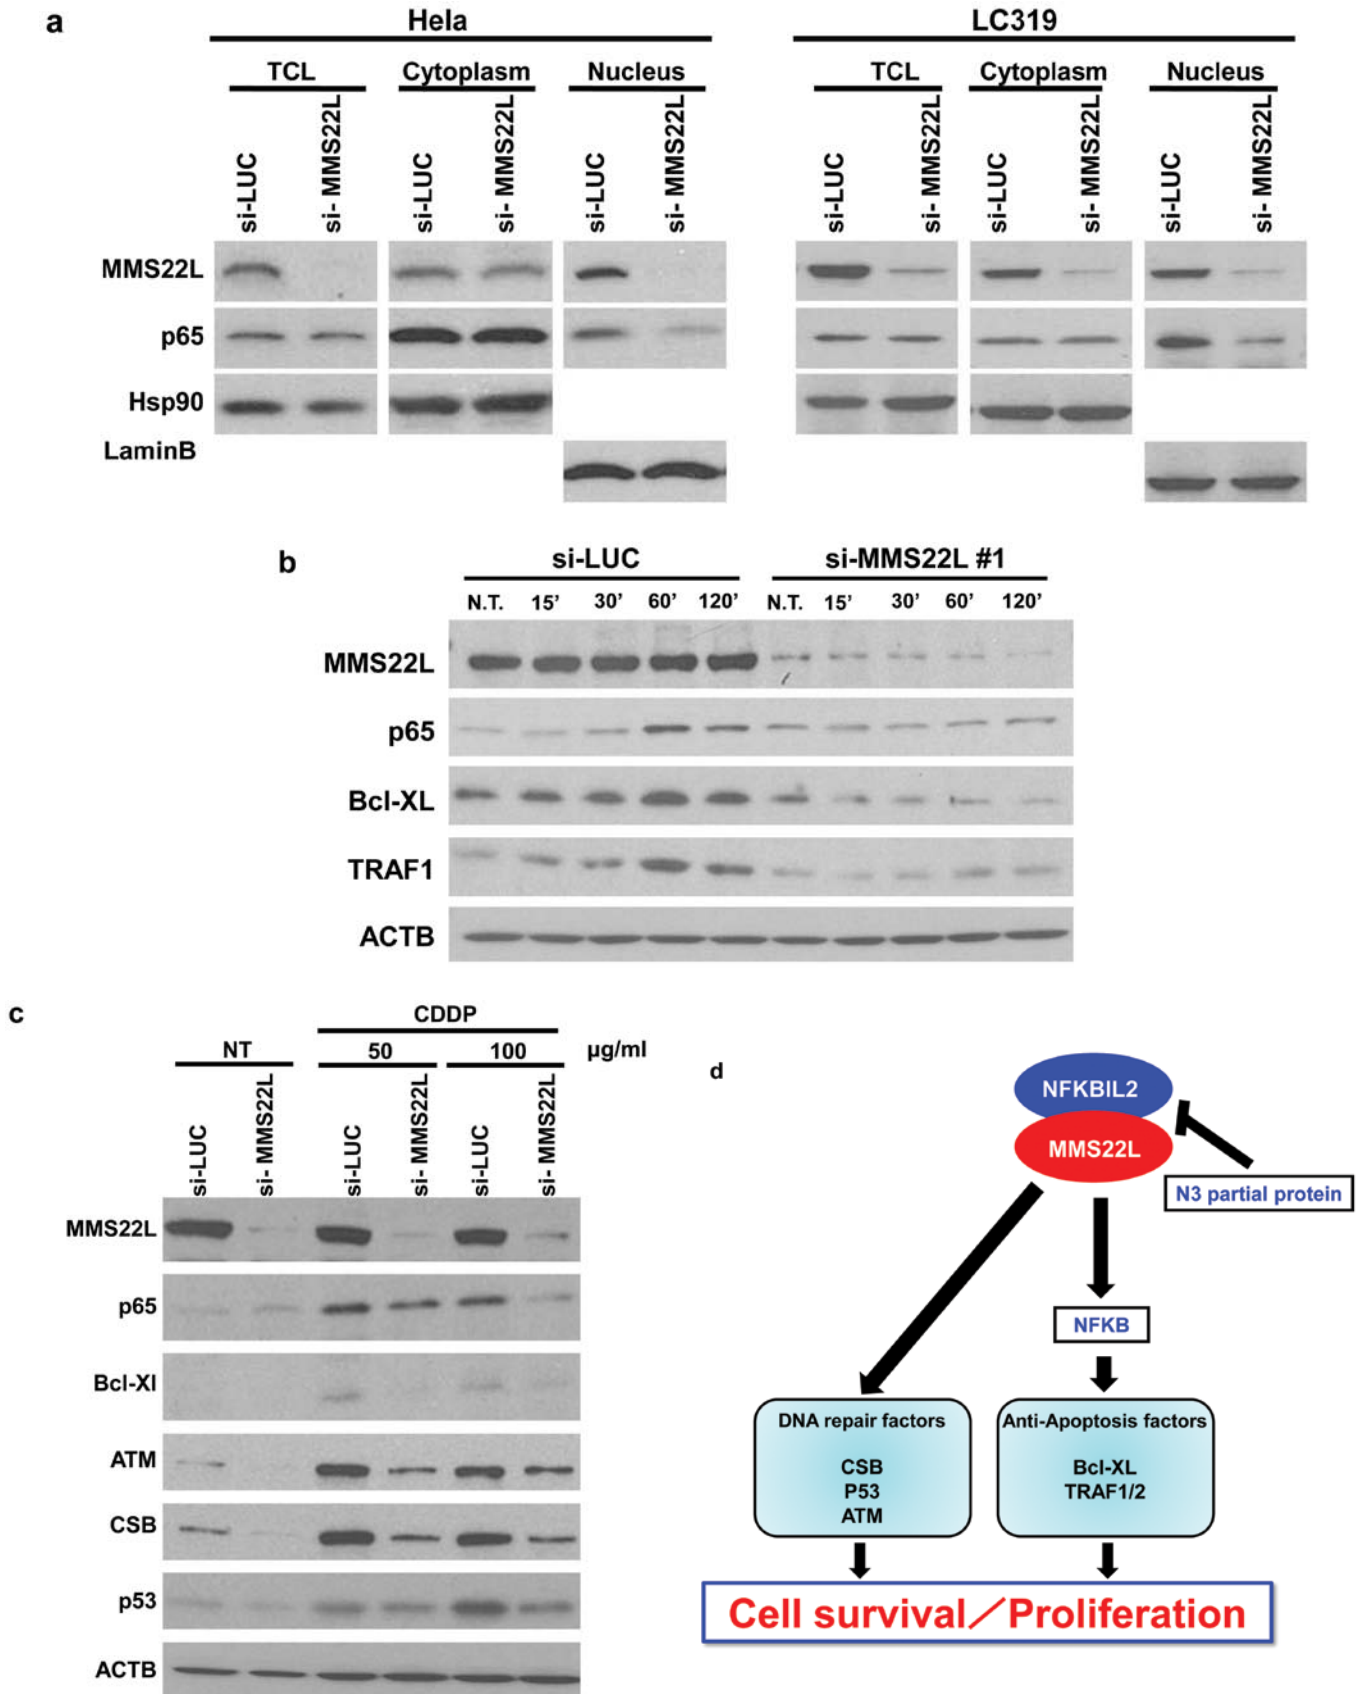 a
Hela
LC319
TCL Cytoplasm Nucleus
TCL Cytoplasm Nucleus
si-LUC si- MMS22L si-LUC si- MMS22L si-LUC si- MMS22L
si-LUC si- MMS22L si-LUC si- MMS22L si-LUC si- MMS22L
MMS22L
p65
Hsp90
LaminB
b
si-LUC si-MMS22L #1
N.T. 15' 30' 60' 120' N.T. 15' 30' 60' 120'
MMS22L
p65
Bcl-XL
TRAF1
ACTB
c
CDDP
NT 50 100 µg/ml
si-LUC si- MMS22L si-LUC si- MMS22L si-LUC si- MMS22L
MMS22L
p65
Bcl-Xl
ATM
CSB
p53
ACTB
d
NFKBIL2
MMS22L
N3 partial protein
NFKB
DNA repair factors
CSB
P53
ATM
Anti-Apoptosis factors
Bcl-XL
TRAF1/2
Cell survival／Proliferation